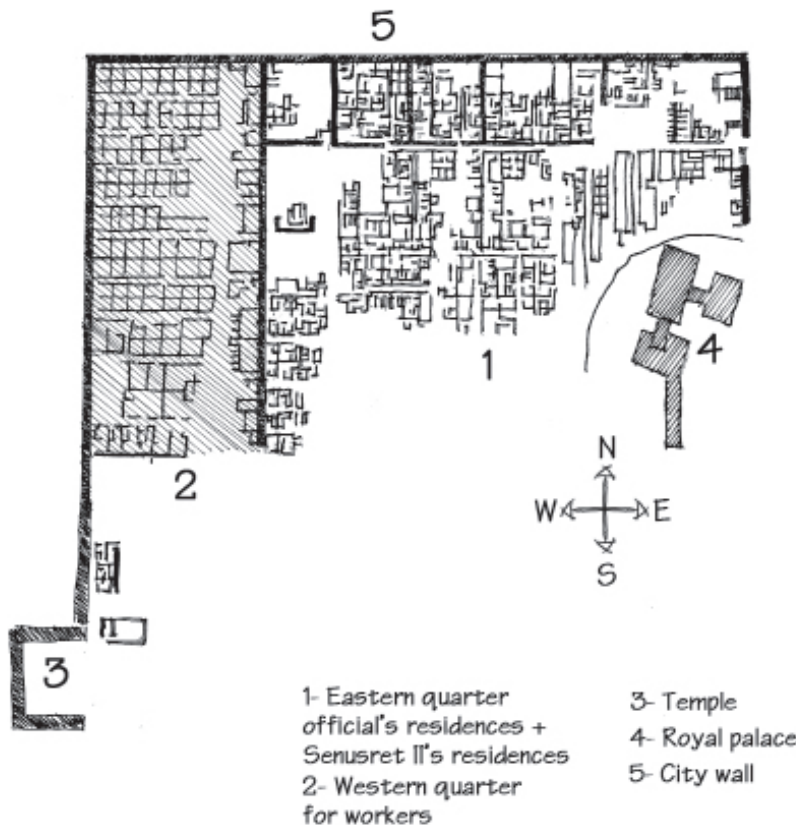 5
1
4
2
N
W E
S
3
1- Eastern quarter
official's residences +
Senusret II's residences
2- Western quarter
for workers
3- Temple
4- Royal palace
5- City wall